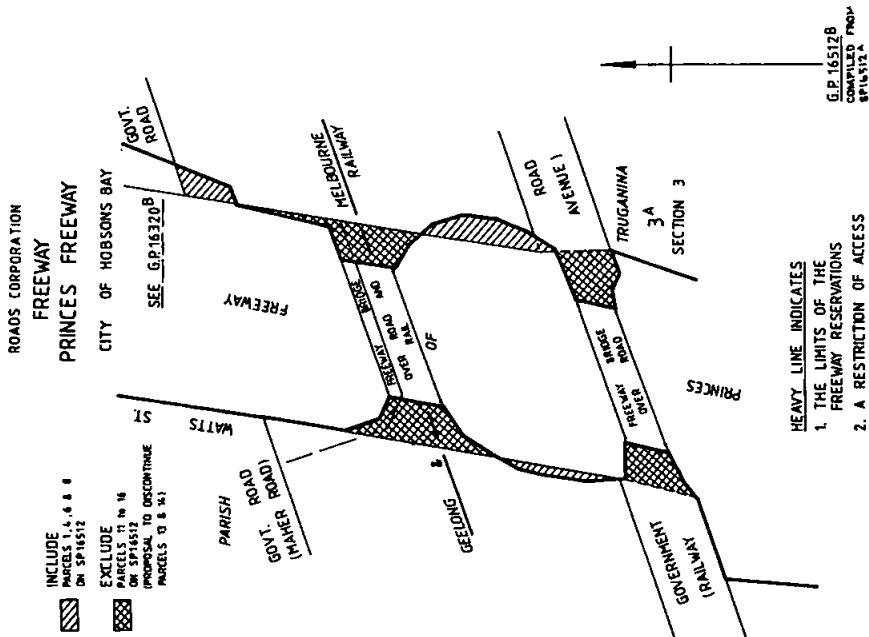 ROADS CORPORATION
FREEWAY
PRINCES FREEWAY
CITY OF HOBSONS BAY
SEE G.P.16320B
INCLUDE
PARCELS 1,4,6 & 8
ON SP16512
EXCLUDE
PARCELS 11 to 16
ON SP16512
(PROPOSAL TO DISCONTINUE
PARCELS 13 & 14)
GOVT.
ROAD
ST.
WATTS
FREEWAY
MELBOURNE
RAILWAY
PARISH
GOVT. ROAD
(MAHER ROAD)
FREEWAY BRIDGE
OVER ROAD AND
OVER RAIL
OF
&
GEELONG
ROAD
AVENUE)
TRUGANINA
3A
SECTION 3
FREEWAY BRIDGE
OVER ROAD
PRINCES
GOVERNMENT
(RAILWAY
HEAVY LINE INDICATES
1. THE LIMITS OF THE
FREEWAY RESERVATIONS
2. A RESTRICTION OF ACCESS
G.P. 16512B
COMPILED FROM
SP16512A